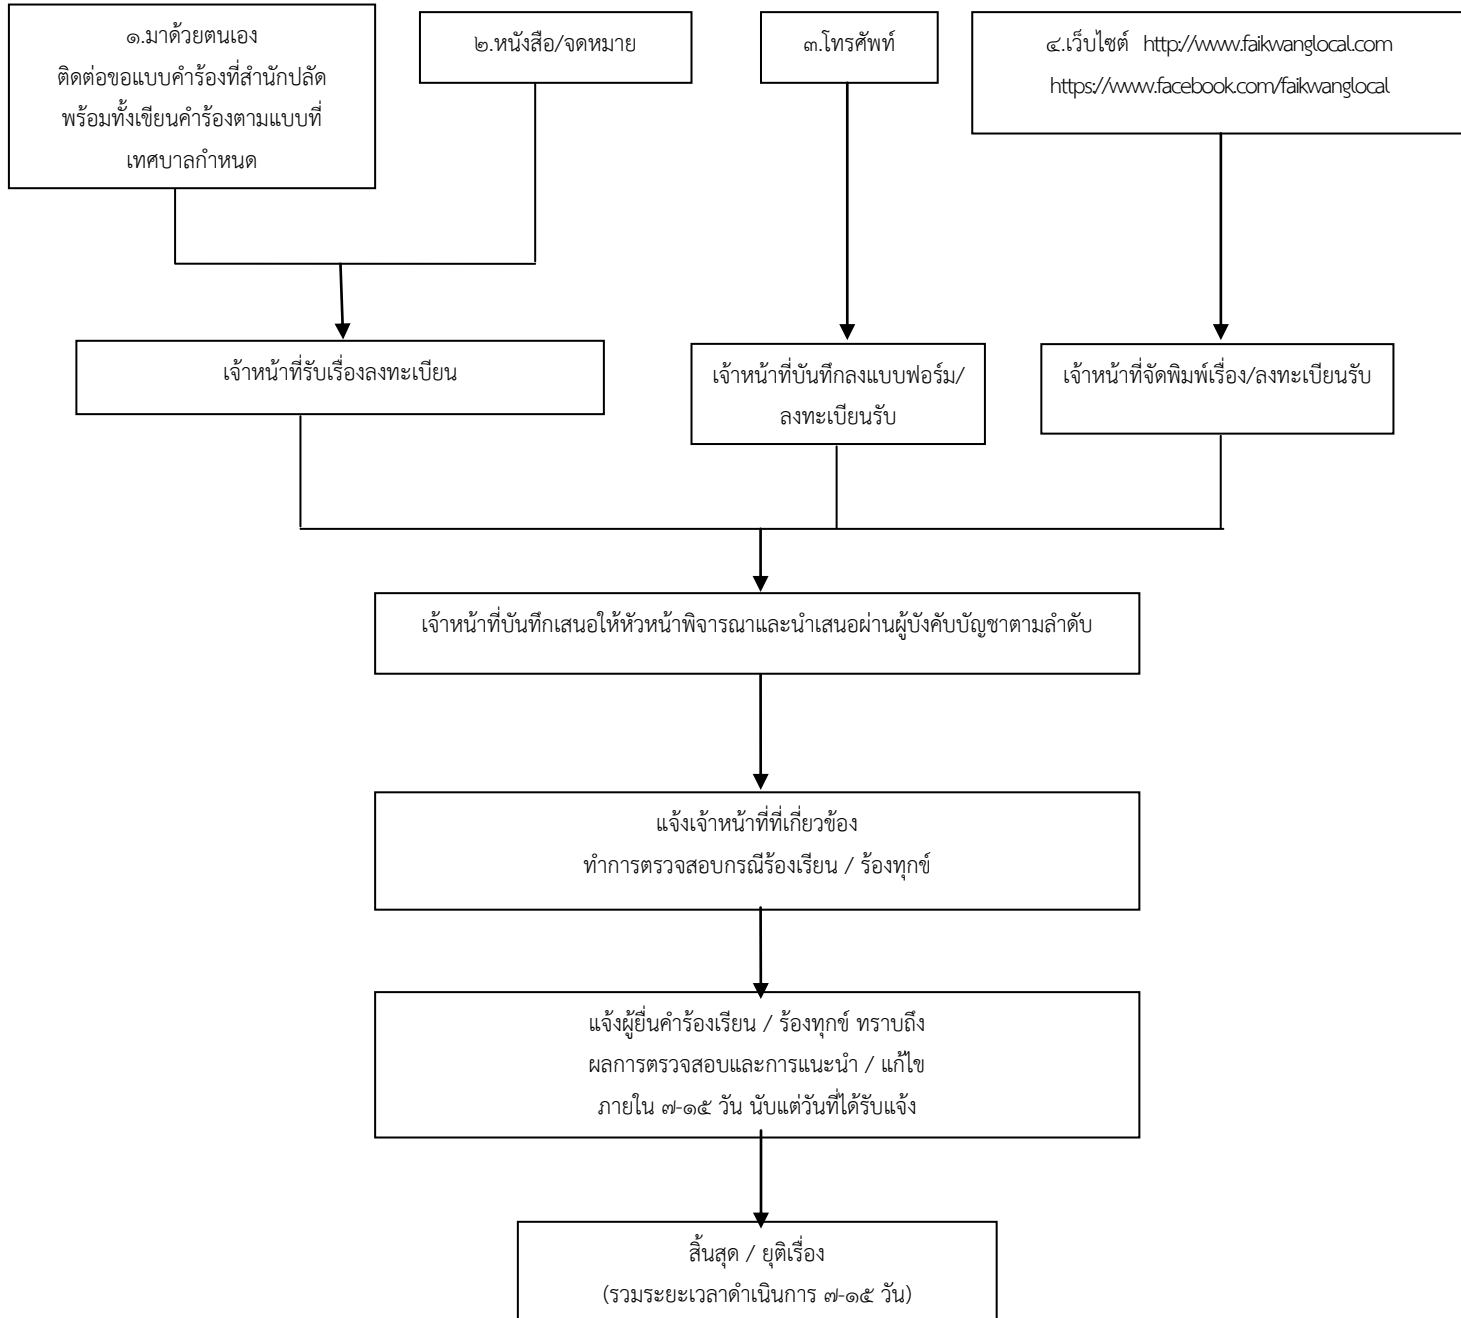 ๑.มาด้วยตนเอง
ติดต่อขอแบบคำร้องที่สำนักปลัด
พร้อมทั้งเขียนคำร้องตามแบบที่
เทศบาลกำหนด
๒.หนังสือ/จดหมาย
๓.โทรศัพท์
๔.เว็บไซต์ http://www.faikwanglocal.com
https://www.facebook.com/faikwanglocal
เจ้าหน้าที่รับเรื่องลงทะเบียน
เจ้าหน้าที่บันทึกลงแบบฟอร์ม/
ลงทะเบียนรับ
เจ้าหน้าที่จัดพิมพ์เรื่อง/ลงทะเบียนรับ
เจ้าหน้าที่บันทึกเสนอให้หัวหน้าพิจารณาและนำเสนอผ่านผู้บังคับบัญชาตามลำดับ
แจ้งเจ้าหน้าที่ที่เกี่ยวข้อง
ทำการตรวจสอบกรณีร้องเรียน / ร้องทุกข์
แจ้งผู้ยื่นคำร้องเรียน / ร้องทุกข์ ทราบถึง
ผลการตรวจสอบและการแนะนำ / แก้ไข
ภายใน ๗-๑๕ วัน นับแต่วันที่ได้รับแจ้ง
สิ้นสุด / ยุติเรื่อง
(รวมระยะเวลาดำเนินการ ๗-๑๕ วัน)